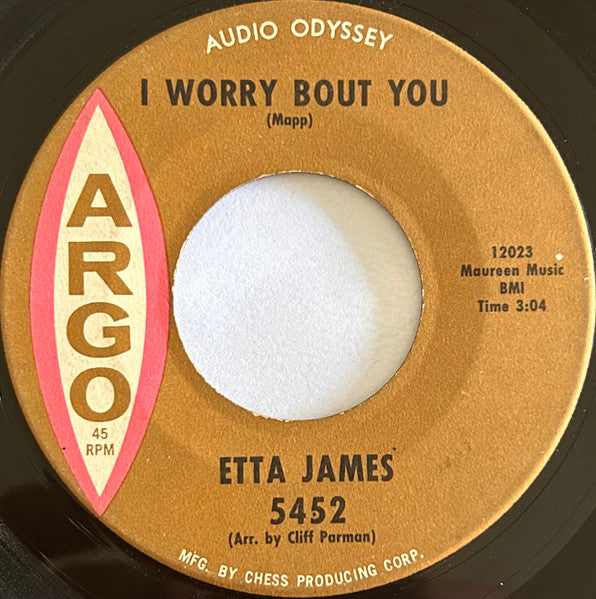 AUDIO ODYSSEY
I WORRY BOUT YOU
(Mapp)
ARGO
45
RPM
12023
Maureen Music
BMI
Time 3:04
ETTA JAMES
5452
(Arr. by Cliff Parman)
MFG. BY CHESS PRODUCING CORP.